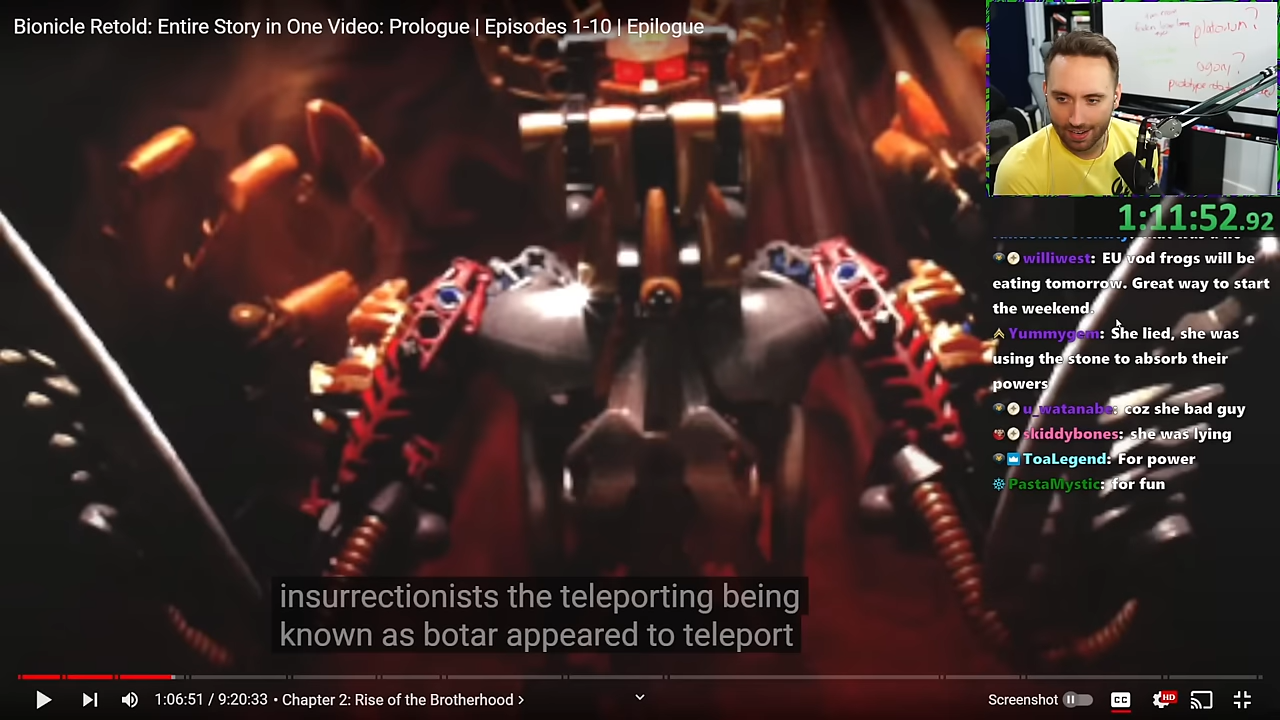 Bionicle Retold: Entire Story in One Video: Prologue | Episodes 1-10 | Epilogue
platonun?
agony?
1:11:52.92
williwest: EU vod frogs will be
eating tomorrow. Great way to start
the weekend.
Yummygem: She lied, she was
using the stone to absorb their
powers
u_watanabe: coz she bad guy
skiddybones: she was lying
ToaLegend: For power
PastaMystic: for fun
insurrectionists the teleporting being
known as botar appeared to teleport
1:06:51 / 9:20:33 • Chapter 2: Rise of the Brotherhood
Screenshot
CC
HD